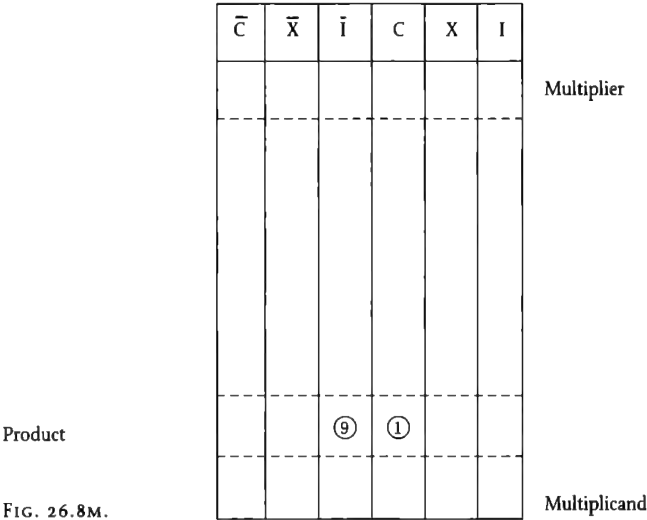 C̅ X̅ I̅ C X I
Multiplier
Product 9 1
FIG. 26.8M. Multiplicand